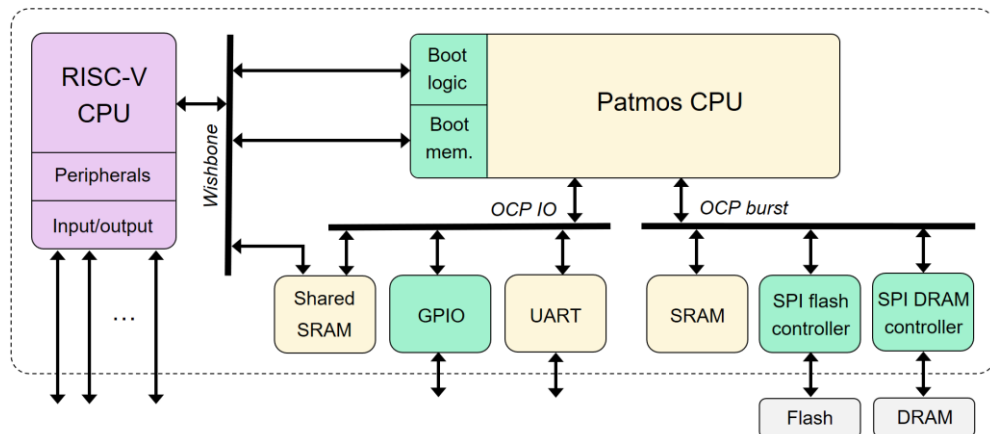 RISC-V
CPU
Peripherals
Input/output
...
Wishbone
Boot
logic
Boot
mem.
Patmos CPU
OCP IO
OCP burst
Shared
SRAM
GPIO
UART
SRAM
SPI flash
controller
SPI DRAM
controller
Flash
DRAM